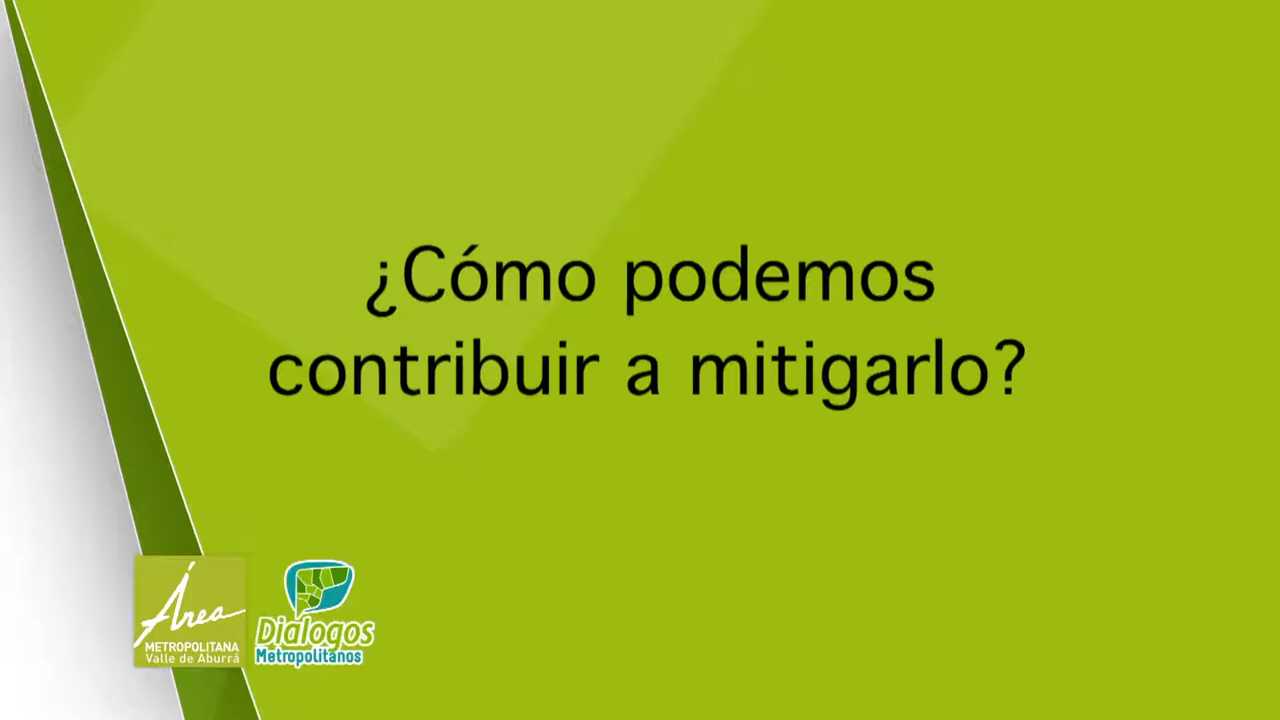 ¿Cómo podemos
contribuir a mitigarlo?
Área
METROPOLITANA
Valle de Aburrá
Dialogos
Metropolitanos